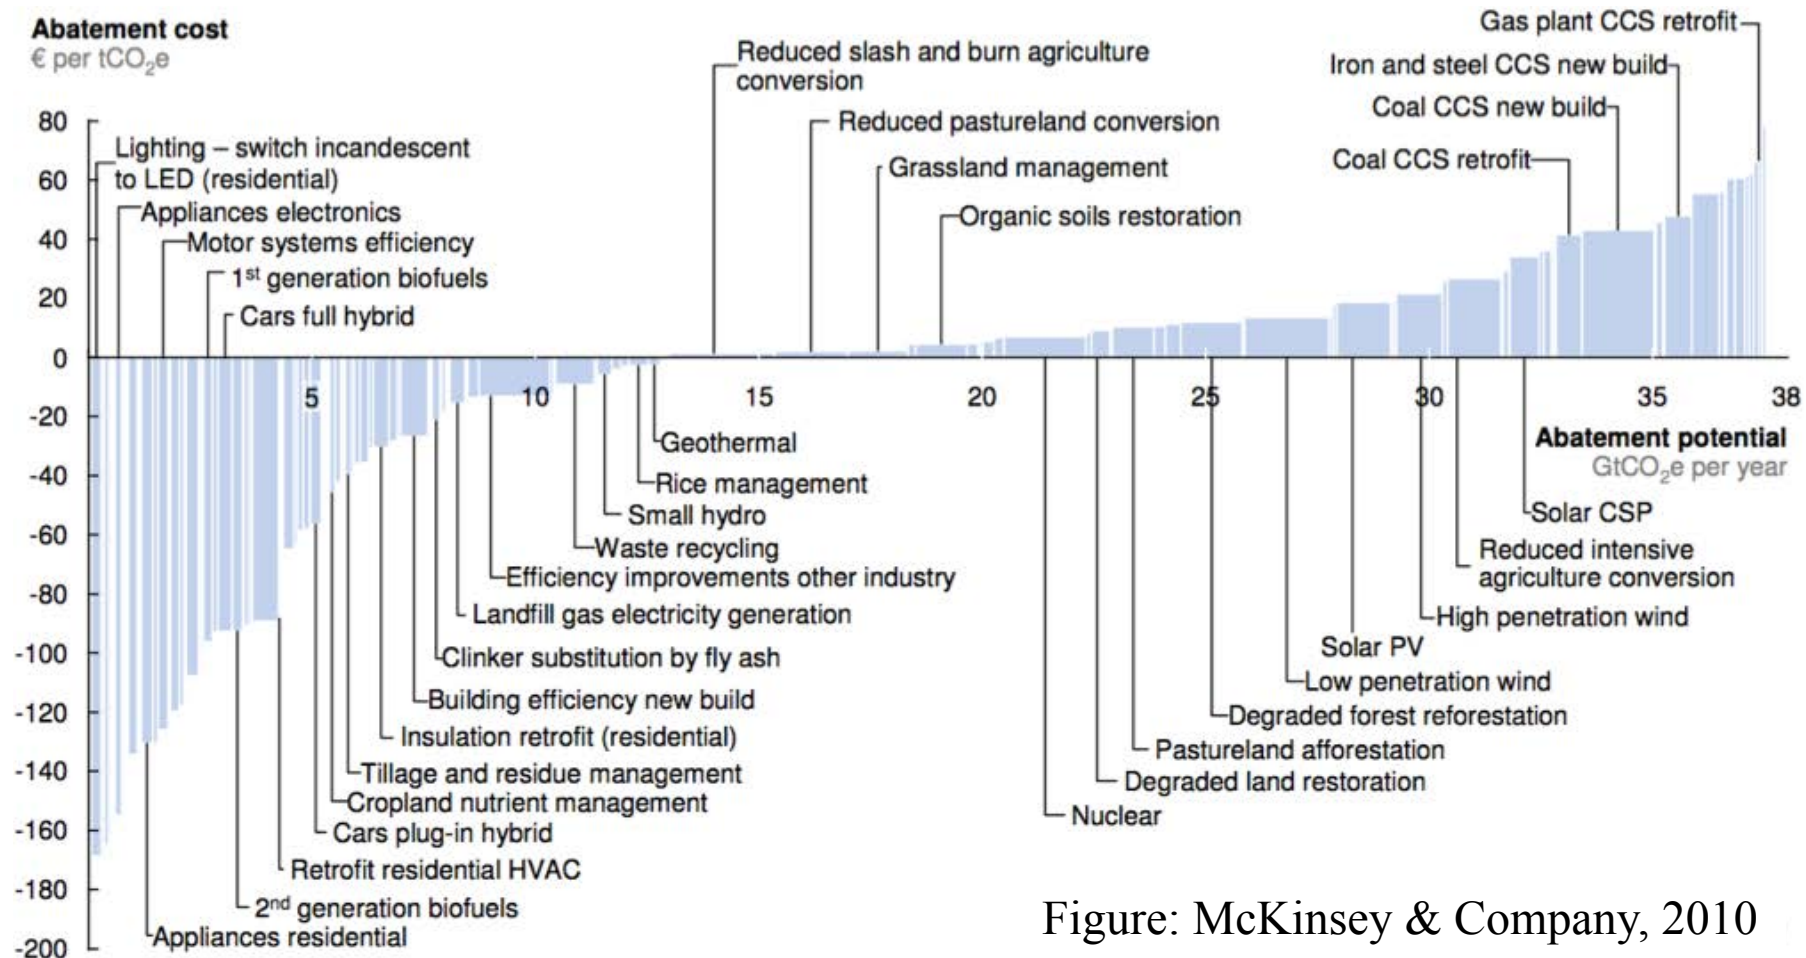 Abatement cost
€ per tCO₂e
Gas plant CCS retrofit
Reduced slash and burn agriculture
conversion
Iron and steel CCS new build
Coal CCS new build
Reduced pastureland conversion
Coal CCS retrofit
Grassland management
Organic soils restoration
Lighting – switch incandescent
to LED (residential)
Appliances electronics
Motor systems efficiency
1st generation biofuels
Cars full hybrid
80
60
40
20
0
-20
-40
-60
-80
-100
-120
-140
-160
-180
-200
5
10
15
20
25
30
35
38
Abatement potential
GtCO₂e per year
Geothermal
Rice management
Small hydro
Waste recycling
Efficiency improvements other industry
Landfill gas electricity generation
Clinker substitution by fly ash
Building efficiency new build
Insulation retrofit (residential)
Tillage and residue management
Cropland nutrient management
Cars plug-in hybrid
Retrofit residential HVAC
2nd generation biofuels
Appliances residential
Solar CSP
Reduced intensive
agriculture conversion
High penetration wind
Solar PV
Low penetration wind
Degraded forest reforestation
Pastureland afforestation
Degraded land restoration
Nuclear
Figure: McKinsey & Company, 2010